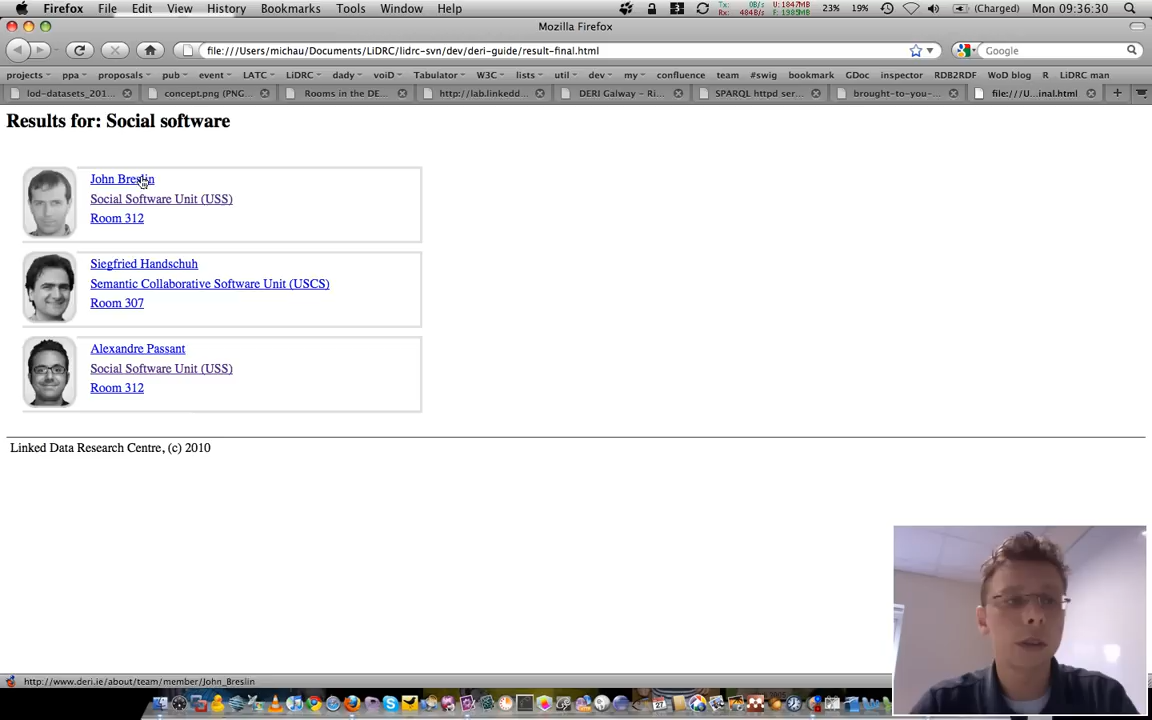 Firefox File Edit View History Bookmarks Tools Window Help
Tx: 0B/s
Rx: 484B/s
U:1847MB
F:1985MB
23% 19% (Charged) Mon 09:36:30
Mozilla Firefox
file:///Users/michau/Documents/LiDRC/lidrc-svn/dev/deri-guide/result-final.html
Google
projects ppa proposals pub event LATC LiDRC dady voiD Tabulator W3C lists util dev my confluence team #swig bookmark GDoc inspector RDB2RDF WoD blog R LiDRC man
lod-datasets_201... concept.png (PNG... Rooms in the DE... http://lab.linkedd... DERI Galway – Ri... SPARQL httpd ser... brought-to-you-... file:///U...inal.html
Results for: Social software
John Breslin
Social Software Unit (USS)
Room 312
Siegfried Handschuh
Semantic Collaborative Software Unit (USCS)
Room 307
Alexandre Passant
Social Software Unit (USS)
Room 312
Linked Data Research Centre, (c) 2010
http://www.deri.ie/about/team/member/John_Breslin